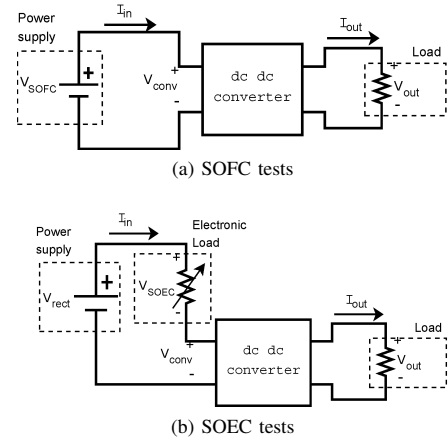 Power supply
I_in
I_out
Load
+
V_SOFC
+
V_conv
-
dc dc converter
+
V_out
-
(a) SOFC tests
Power supply
I_in
Electronic Load
+
V_rect
+
V_SOEC
-
I_out
Load
+
V_conv
-
dc dc converter
+
V_out
-
(b) SOEC tests